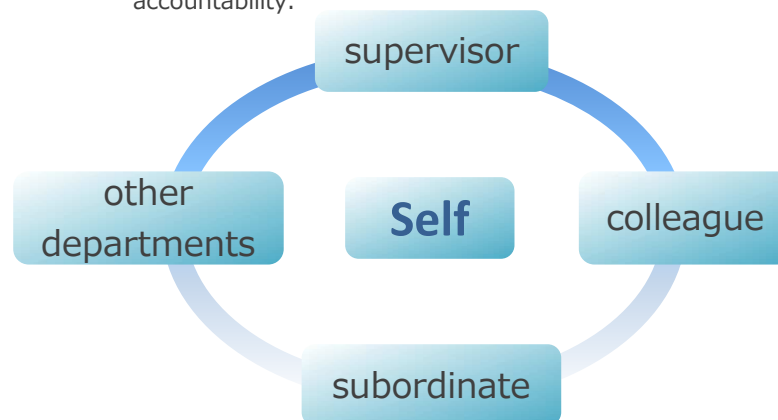 accountability.
supervisor
other
departments
Self
colleague
subordinate